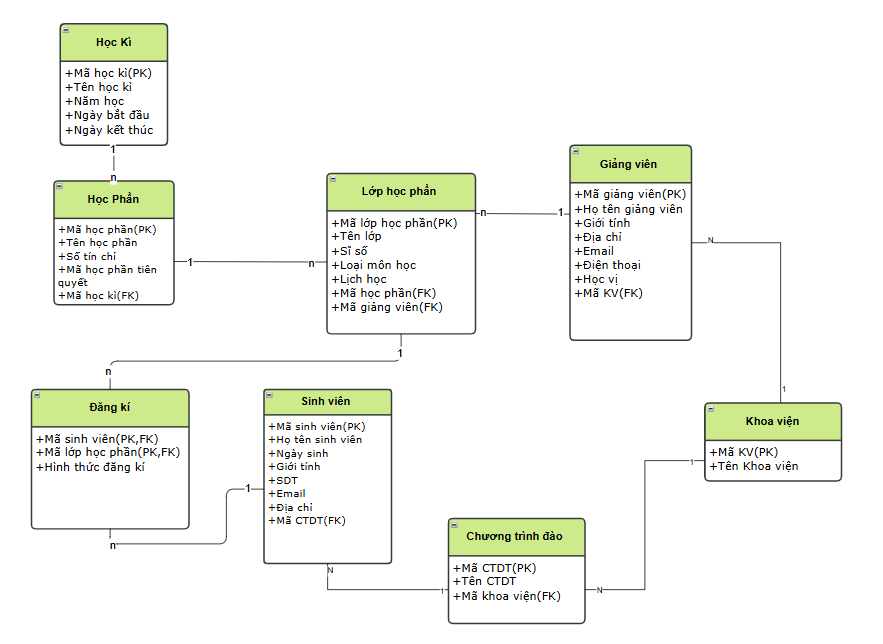 Học Kì
+Mã học kì(PK)
+Tên học kì
+Năm học
+Ngày bắt đầu
+Ngày kết thúc
1
n
Học Phần
+Mã học phần(PK)
+Tên học phần
+Số tín chỉ
+Mã học phần tiên
quyết
+Mã học kì(FK)
1
n
Lớp học phần
+Mã lớp học phần(PK)
+Tên lớp
+Sĩ số
+Loại môn học
+Lịch học
+Mã học phần(FK)
+Mã giảng viên(FK)
n
1
Giảng viên
+Mã giảng viên(PK)
+Họ tên giảng viên
+Giới tính
+Địa chỉ
+Email
+Điện thoại
+Học vị
+Mã KV(FK)
N
1
1
n
Đăng kí
+Mã sinh viên(PK,FK)
+Mã lớp học phần(PK,FK)
+Hình thức đăng kí
n
1
Sinh viên
+Mã sinh viên(PK)
+Họ tên sinh viên
+Ngày sinh
+Giới tính
+SDT
+Email
+Địa chỉ
+Mã CTDT(FK)
N
1
Chương trình đào
+Mã CTDT(PK)
+Tên CTDT
+Mã khoa viện(FK)
N
1
Khoa viện
+Mã KV(PK)
+Tên Khoa viện